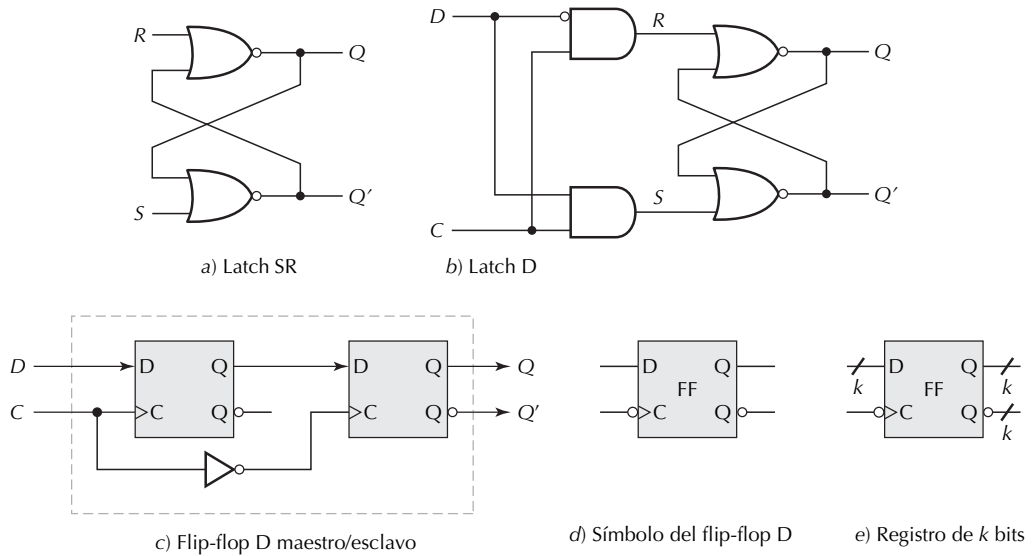 R
Q
S
Q′
a) Latch SR
D
R
Q
S
C
Q′
b) Latch D
D
C
D Q
C Q
D Q
C Q
Q
Q′
c) Flip-flop D maestro/esclavo
D Q
FF
C Q
d) Símbolo del flip-flop D
k
D Q
FF
C Q
k
k
e) Registro de k bits